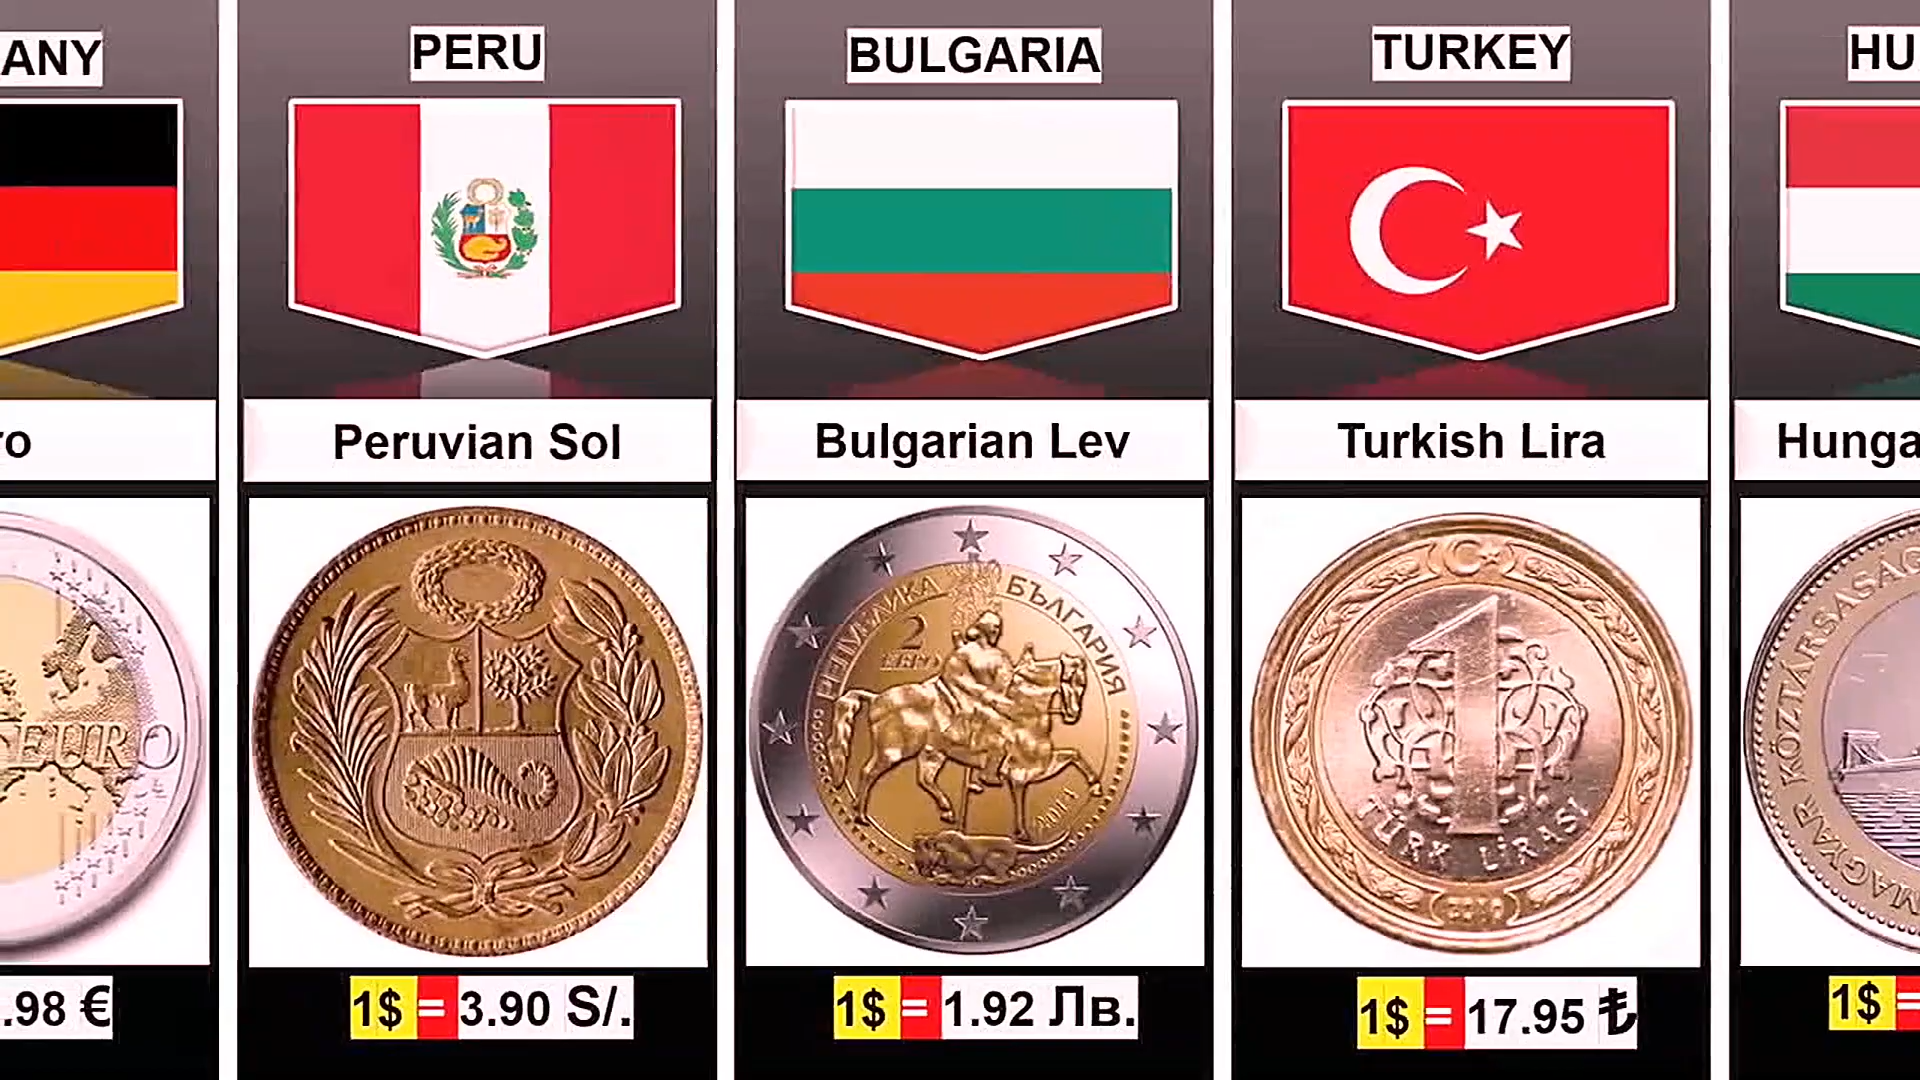 ANY
PERU
BULGARIA
TURKEY
HU
ro
Peruvian Sol
Bulgarian Lev
Turkish Lira
Hunga
EURO
БЪЛГАРИЯ
2
1
TÜRK LİRASI
MAGYAR KÖZTÁRSASÁG
.98 €
1$ = 3.90 S/.
1$ = 1.92 Лв.
1$ = 17.95 ₺
1$ =